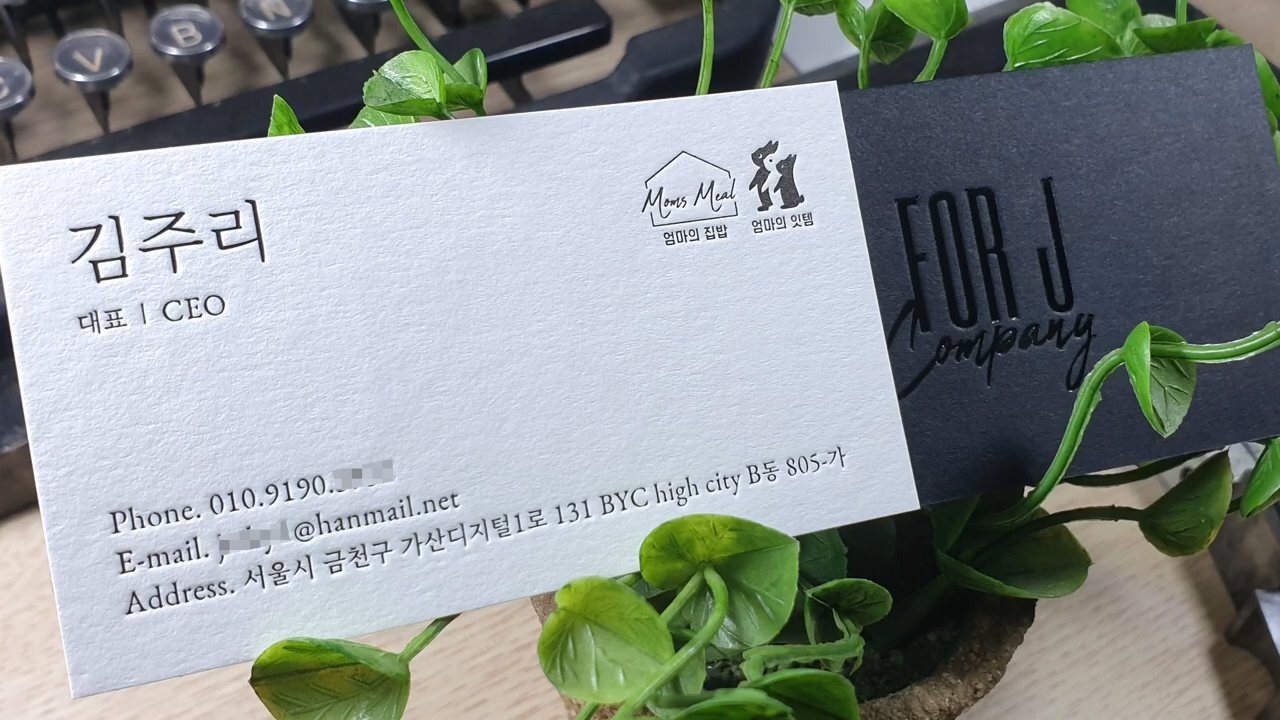 V
B
N
김주리
대표 | CEO
Moms Meal
엄마의 집밥
엄마의 잇템
Phone. 010.9190.
E-mail. @hanmail.net
Address. 서울시 금천구 가산디지털1로 131 BYC high city B동 805-가
FOR J
Company